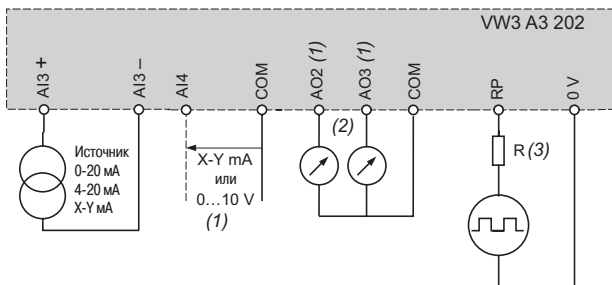 VW3 A3 202
AI3 +
AI3 –
AI4
COM
AO2 (1)
AO3 (1)
COM
RP
0 V
Источник
0-20 мА
4-20 мА
X-Y мА
X-Y mA
или
0...10 V
(1)
(2)
R (3)